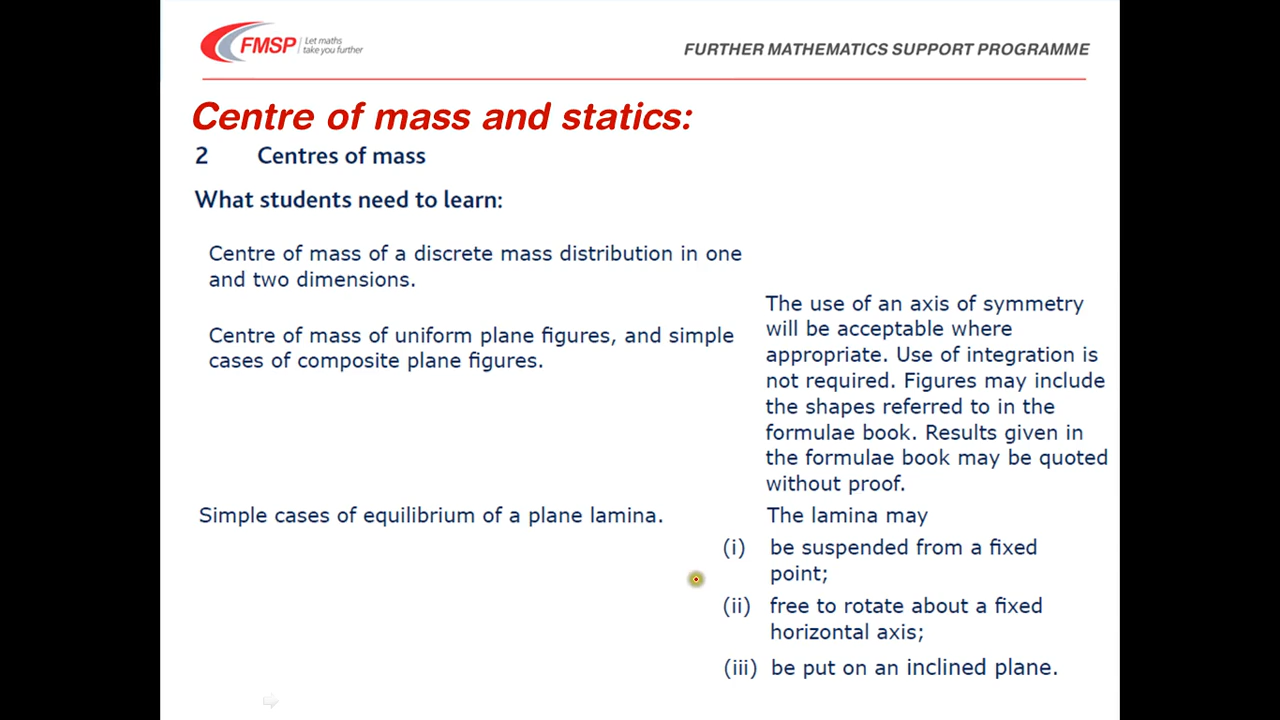 FMSP
Let maths
take you further
FURTHER MATHEMATICS SUPPORT PROGRAMME
Centre of mass and statics:
2 Centres of mass
What students need to learn:
Centre of mass of a discrete mass distribution in one
and two dimensions.
Centre of mass of uniform plane figures, and simple
cases of composite plane figures.
The use of an axis of symmetry
will be acceptable where
appropriate. Use of integration is
not required. Figures may include
the shapes referred to in the
formulae book. Results given in
the formulae book may be quoted
without proof.
Simple cases of equilibrium of a plane lamina.
The lamina may
(i) be suspended from a fixed
point;
(ii) free to rotate about a fixed
horizontal axis;
(iii) be put on an inclined plane.